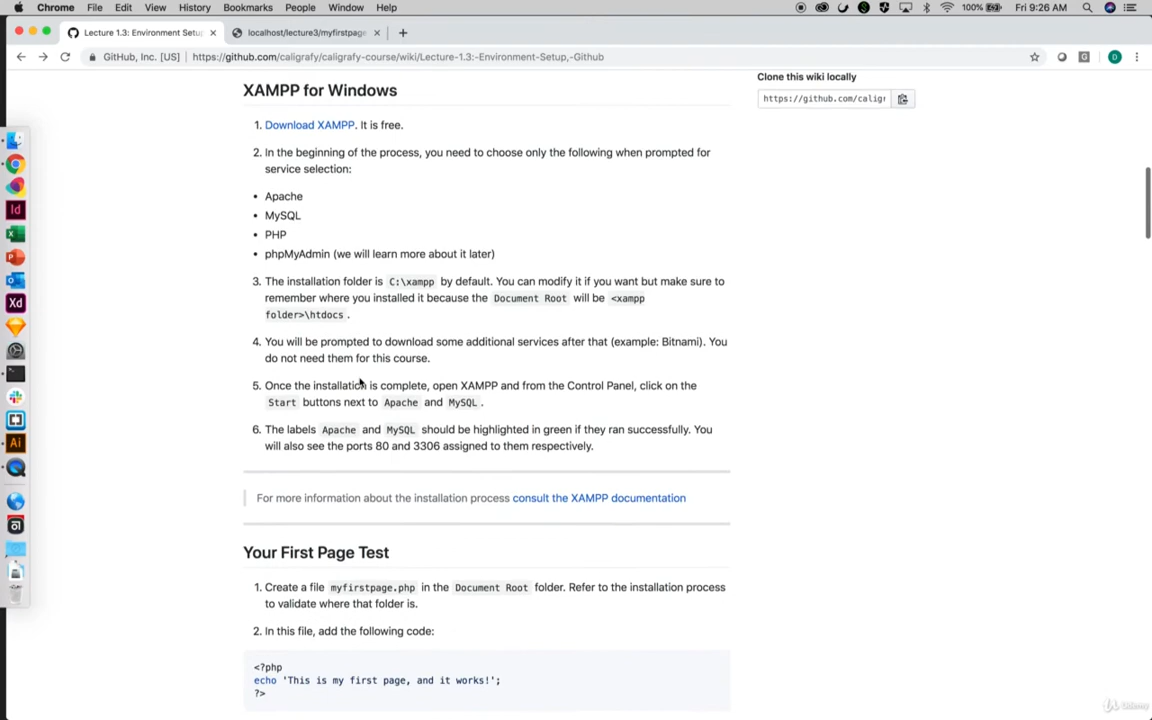 Chrome File Edit View History Bookmarks People Window Help 100% Fri 9:26 AM
Lecture 1.3: Environment Setu localhost/lecture3/myfirstpage
GitHub, Inc. [US] https://github.com/caligrafy/caligrafy-course/wiki/Lecture-1.3:-Environment-Setup,-Github
Clone this wiki locally
https://github.com/caligr
XAMPP for Windows
1. Download XAMPP. It is free.
2. In the beginning of the process, you need to choose only the following when prompted for
service selection:
• Apache
• MySQL
• PHP
• phpMyAdmin (we will learn more about it later)
3. The installation folder is C:\xampp by default. You can modify it if you want but make sure to
remember where you installed it because the Document Root will be <xampp
folder>\htdocs .
4. You will be prompted to download some additional services after that (example: Bitnami). You
do not need them for this course.
5. Once the installation is complete, open XAMPP and from the Control Panel, click on the
Start buttons next to Apache and MySQL .
6. The labels Apache and MySQL should be highlighted in green if they ran successfully. You
will also see the ports 80 and 3306 assigned to them respectively.
For more information about the installation process consult the XAMPP documentation
Your First Page Test
1. Create a file myfirstpage.php in the Document Root folder. Refer to the installation process
to validate where that folder is.
2. In this file, add the following code:
<?php
echo 'This is my first page, and it works!';
?>
Id
Xd
Ai
D
Udemy